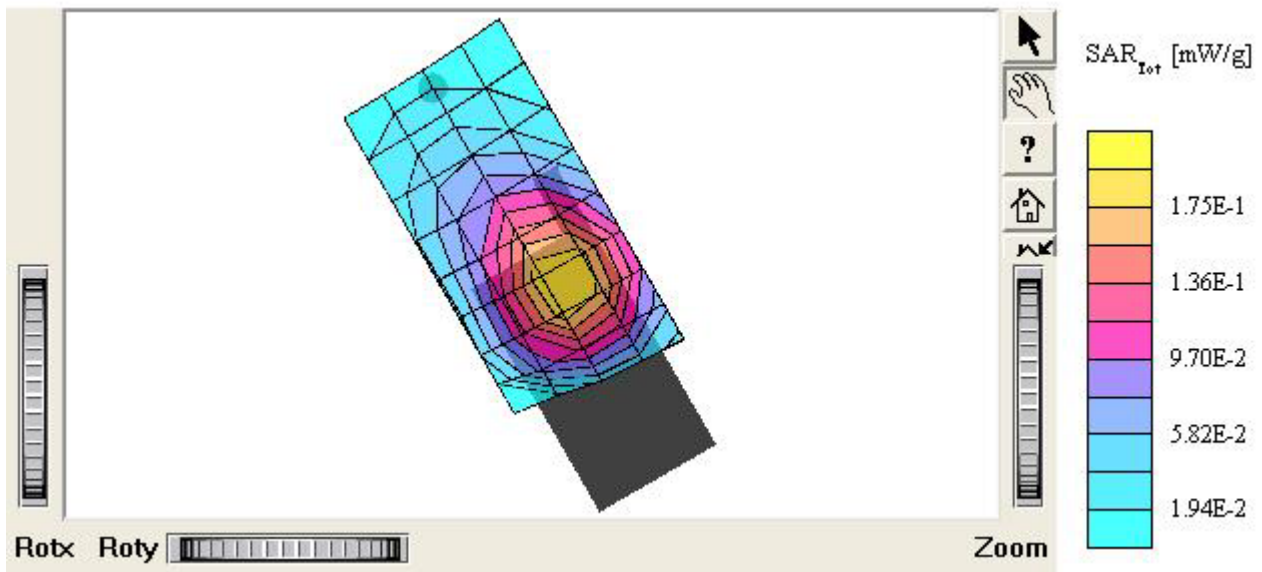 SAR_Tot [mW/g]
?
1.75E-1
1.36E-1
9.70E-2
5.82E-2
1.94E-2
Rotx Roty Zoom